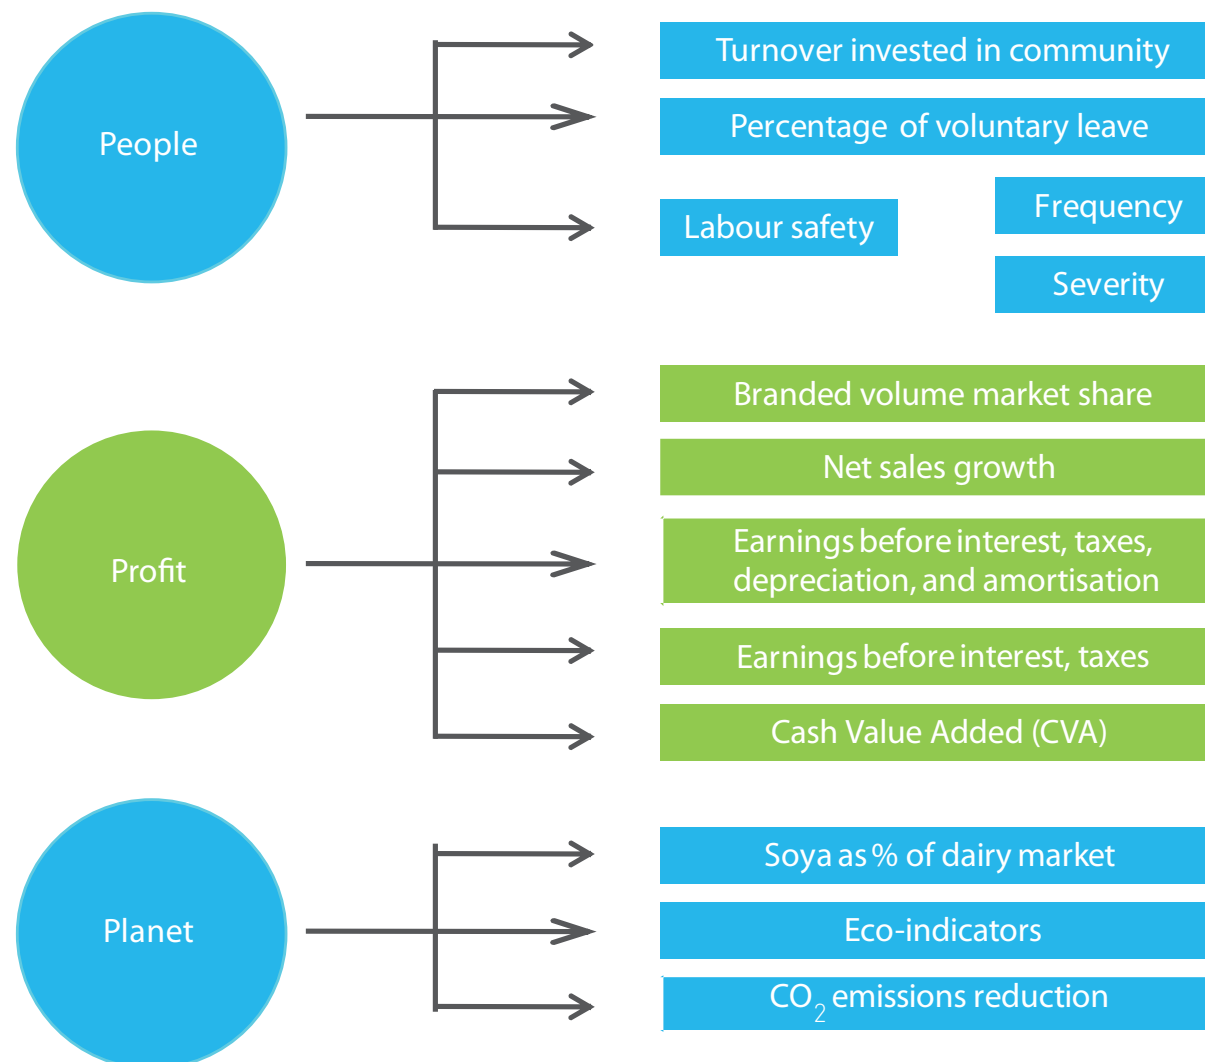 People
Turnover invested in community
Percentage of voluntary leave
Labour safety
Frequency
Severity
Profit
Branded volume market share
Net sales growth
Earnings before interest, taxes,
depreciation, and amortisation
Earnings before interest, taxes
Cash Value Added (CVA)
Planet
Soya as % of dairy market
Eco-indicators
CO₂ emissions reduction